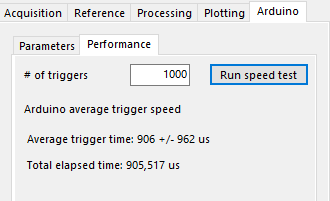 Acquisition Reference Processing Plotting Arduino
Parameters Performance
# of triggers 1000 Run speed test
Arduino average trigger speed
Average trigger time: 906 +/- 962 us
Total elapsed time: 905,517 us